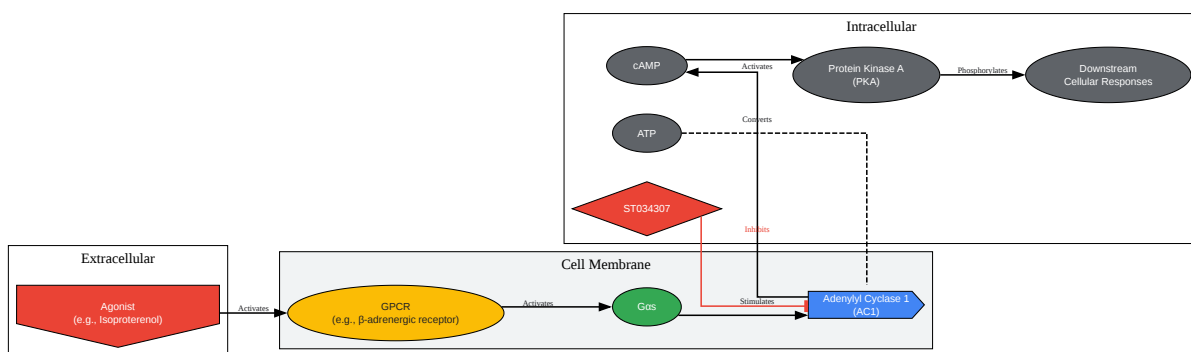 Intracellular
cAMP
Activates
Protein Kinase A
(PKA)
Phosphorylates
Downstream
Cellular Responses
ATP
Converts
ST034307
Inhibits
Extracellular
Agonist
(e.g., Isoproterenol)
Activates
Cell Membrane
GPCR
(e.g., β-adrenergic receptor)
Activates
Gαs
Stimulates
Adenylyl Cyclase 1
(AC1)